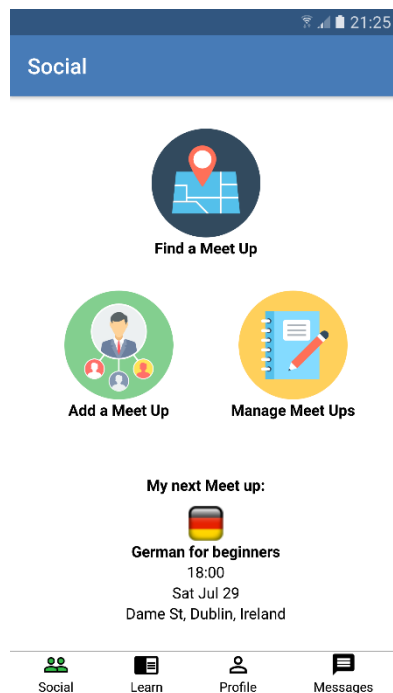 21:25
Social
Find a Meet Up
Add a Meet Up
Manage Meet Ups
My next Meet up:
German for beginners
18:00
Sat Jul 29
Dame St, Dublin, Ireland
Social
Learn
Profile
Messages